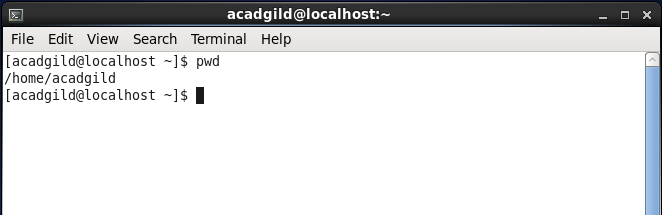 acadgild@localhost:~
File Edit View Search Terminal Help
[acadgild@localhost ~]$ pwd
/home/acadgild
[acadgild@localhost ~]$